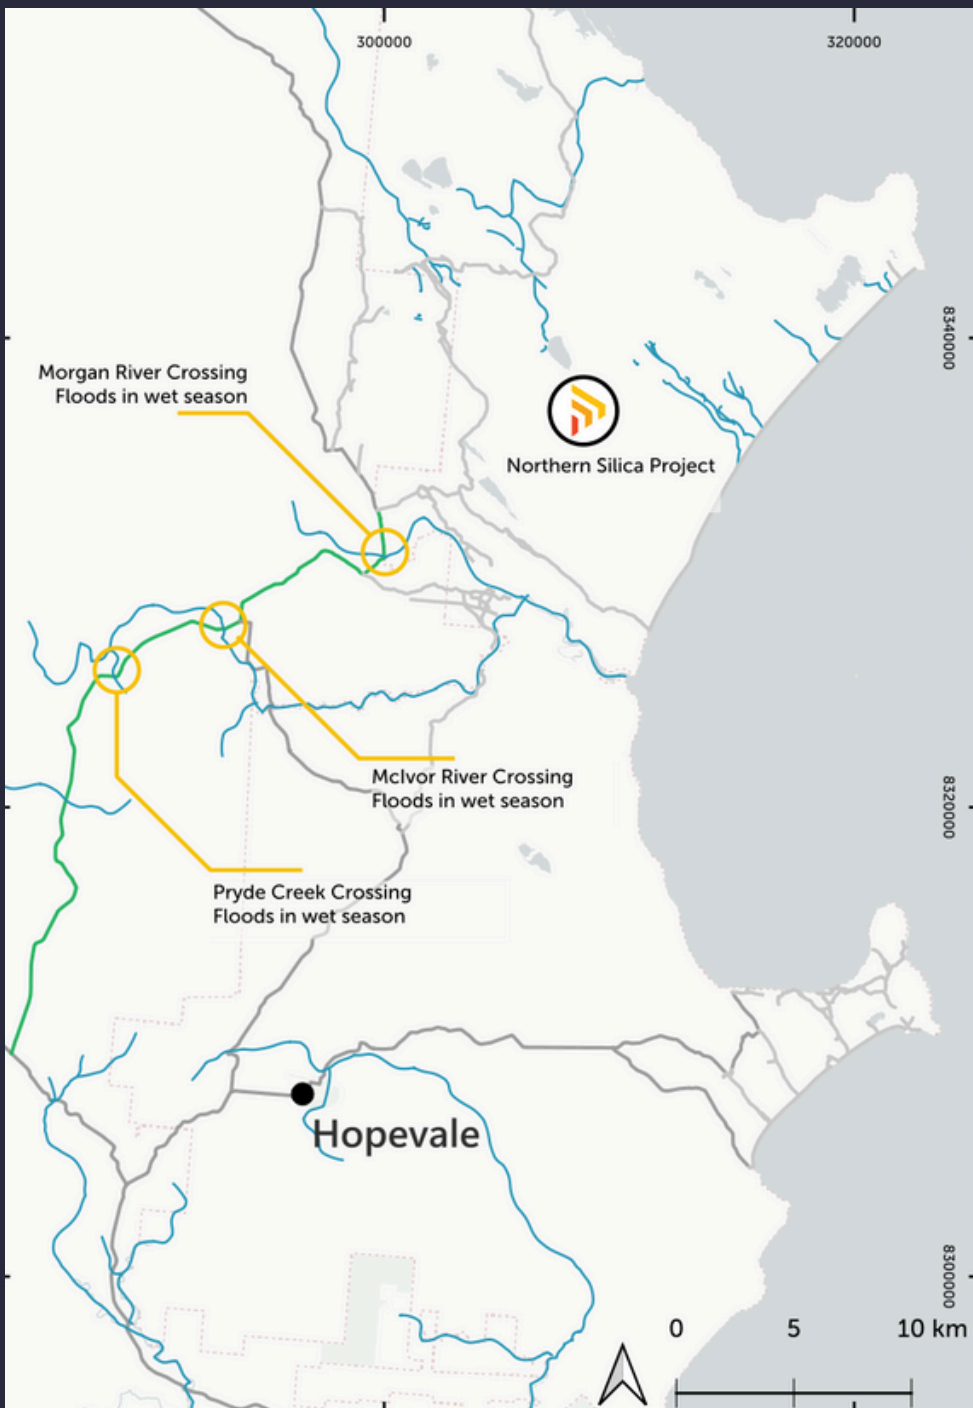 300000
320000
8340000
Morgan River Crossing
Floods in wet season
Northern Silica Project
McIvor River Crossing
Floods in wet season
8320000
Pryde Creek Crossing
Floods in wet season
Hopevale
8300000
0 5 10 km